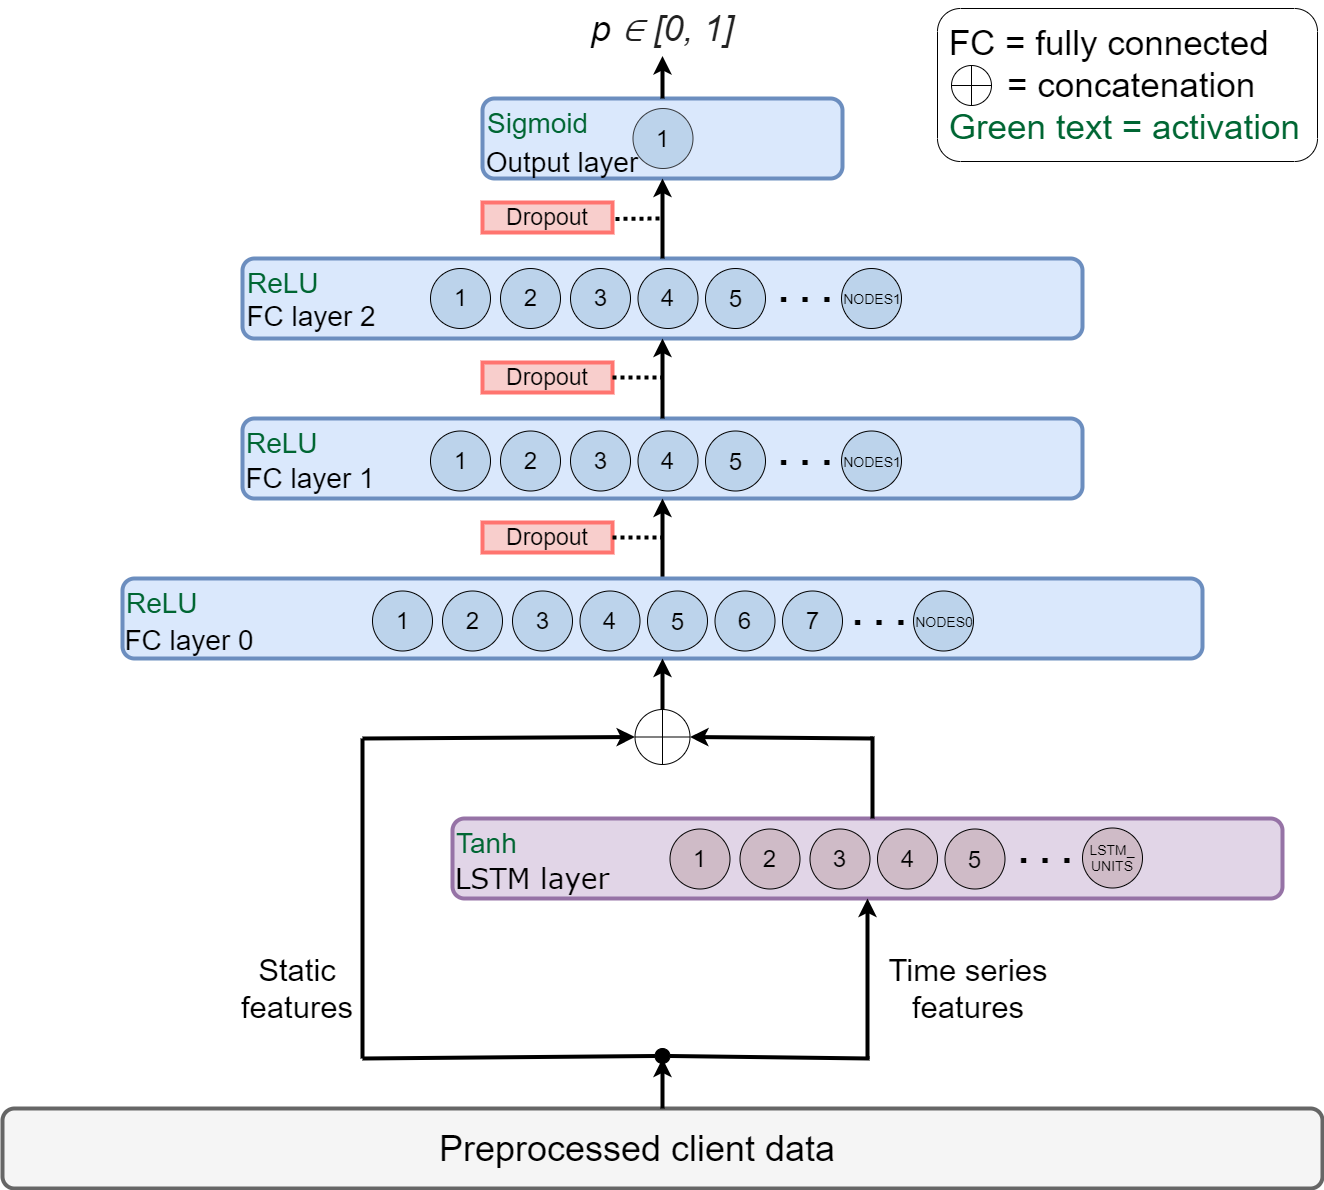 p ∈ [0, 1]
FC = fully connected
⊕ = concatenation
Green text = activation
Sigmoid
Output layer
1
Dropout
ReLU
FC layer 2
1 2 3 4 5 ··· NODES1
Dropout
ReLU
FC layer 1
1 2 3 4 5 ··· NODES1
Dropout
ReLU
FC layer 0
1 2 3 4 5 6 7 ··· NODES0
Tanh
LSTM layer
1 2 3 4 5 ··· LSTM_
UNITS
Static
features
Time series
features
Preprocessed client data